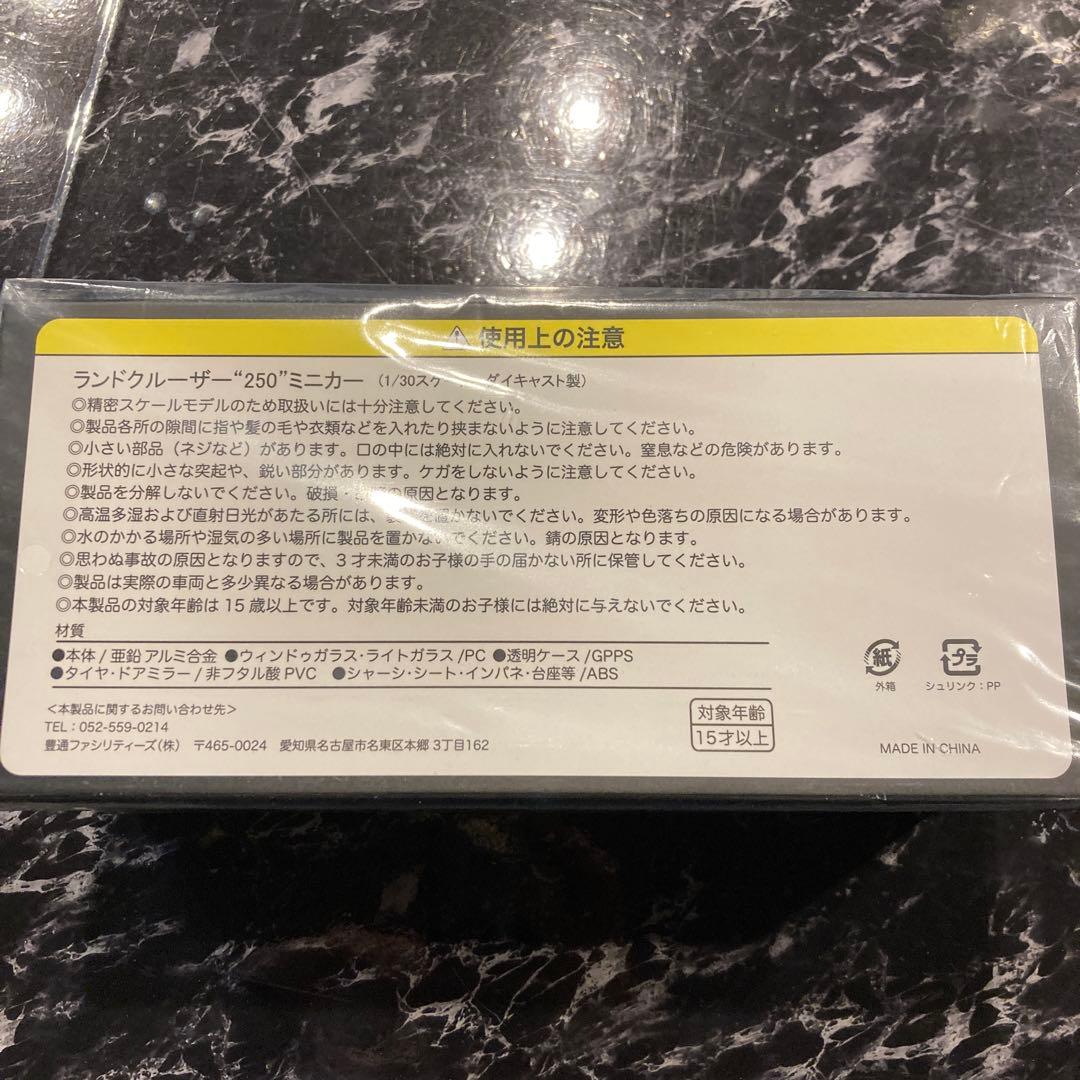 使用上の注意
ランドクルーザー“250”ミニカー (1/30スケ ダイキャスト製)
◎精密スケールモデルのため取扱いには十分注意してください。
◎製品各所の隙間に指や髪の毛や衣類などを入れたり挟まないように注意してください。
◎小さい部品(ネジなど)があります。口の中には絶対に入れないでください。窒息などの危険があります。
◎形状的に小さな突起や、鋭い部分があります。ケガをしないように注意してください。
◎製品を分解しないでください。破損・ の原因となります。
◎高温多湿および直射日光があたる所には、 を置かないでください。変形や色落ちの原因になる場合があります。
◎水のかかる場所や湿気の多い場所に製品を置かないでください。錆の原因となります。
◎思わぬ事故の原因となりますので、3才未満のお子様の手の届かない所に保管してください。
◎製品は実際の車両と多少異なる場合があります。
◎本製品の対象年齢は15歳以上です。対象年齢未満のお子様には絶対に与えないでください。
材質
●本体/亜鉛 アルミ合金 ●ウィンドゥガラス・ライトガラス/PC ●透明ケース/GPPS
●タイヤ・ドアミラー/非フタル酸PVC ●シャーシ・シート・インパネ・台座等/ABS
紙
外箱
プラ
シュリンク：PP
<本製品に関するお問い合わせ先>
TEL：052-559-0214
豊通ファシリティーズ(株) 〒465-0024 愛知県名古屋市名東区本郷3丁目162
対象年齢
15才以上
MADE IN CHINA